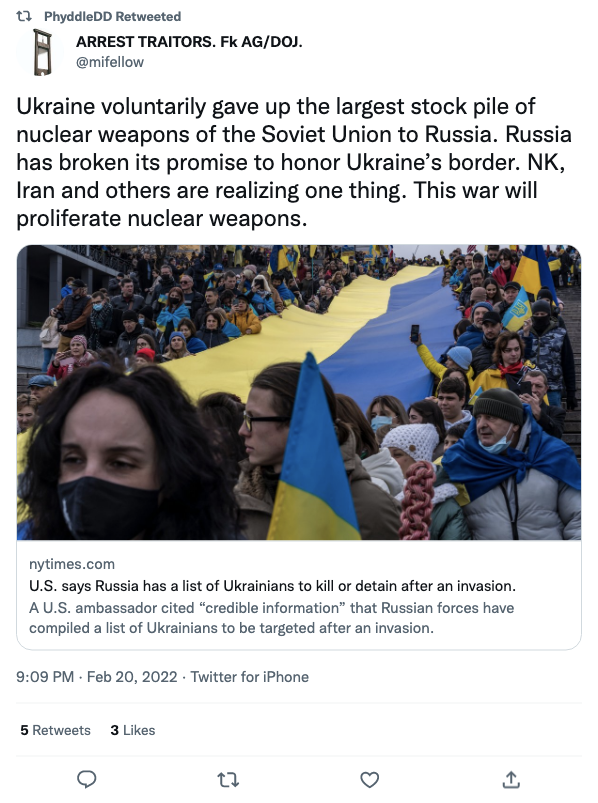 PhyddleDD Retweeted
ARREST TRAITORS. Fk AG/DOJ.
@mifellow
Ukraine voluntarily gave up the largest stock pile of
nuclear weapons of the Soviet Union to Russia. Russia
has broken its promise to honor Ukraine’s border. NK,
Iran and others are realizing one thing. This war will
proliferate nuclear weapons.
nytimes.com
U.S. says Russia has a list of Ukrainians to kill or detain after an invasion.
A U.S. ambassador cited “credible information” that Russian forces have
compiled a list of Ukrainians to be targeted after an invasion.
9:09 PM · Feb 20, 2022 · Twitter for iPhone
5 Retweets 3 Likes